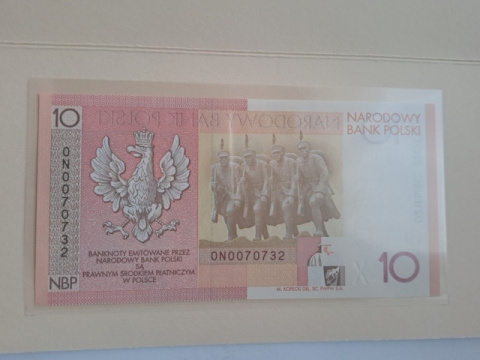 10
NARODOWY
BANK POLSKI
0N0070732
0N0070732
BANKNOTY EMITOWANE PRZEZ
NARODOWY BANK POLSKI
SĄ
PRAWNYM ŚRODKIEM PŁATNICZYM
W POLSCE
NBP
10